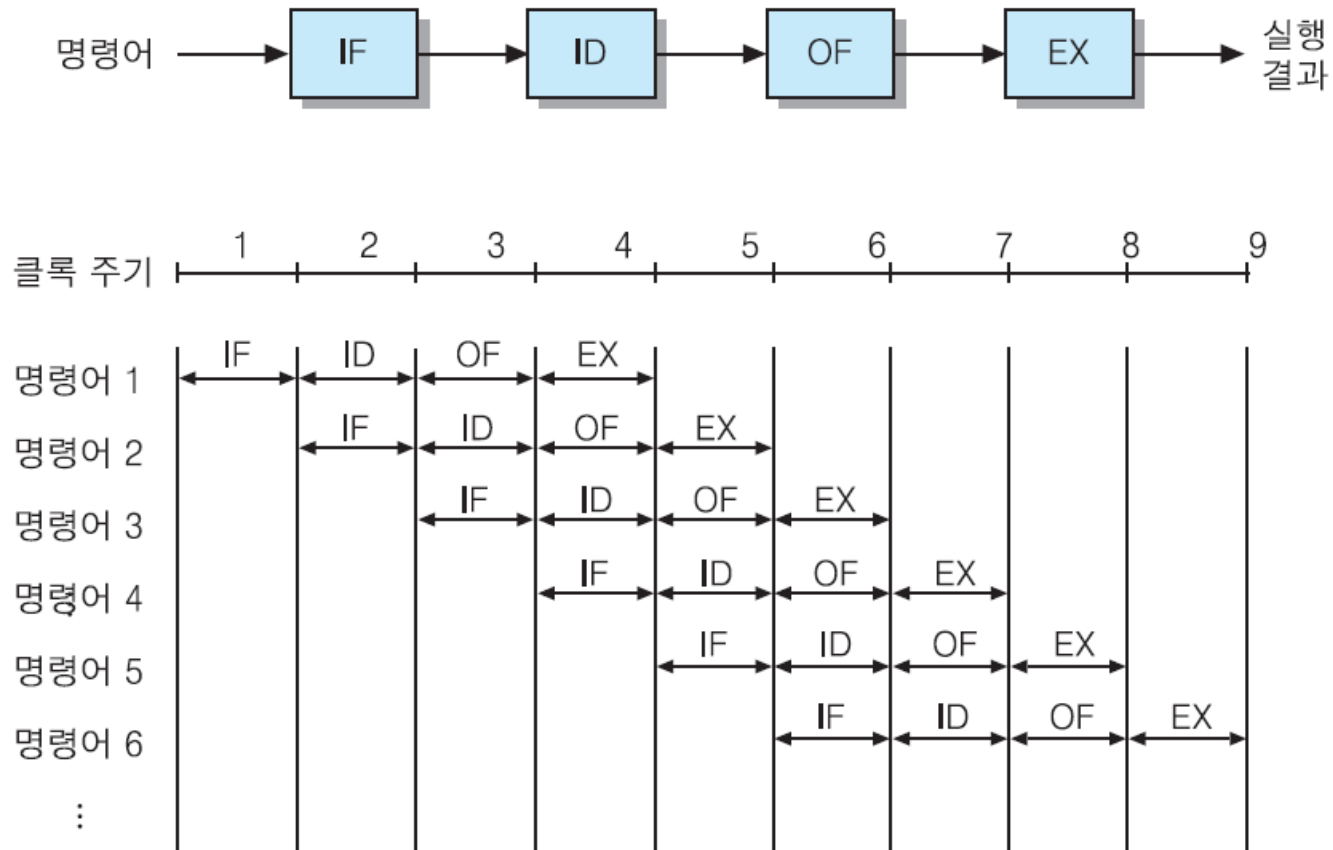 명령어 IF ID OF EX 실행
결과
클록 주기 1 2 3 4 5 6 7 8 9
명령어 1 IF ID OF EX
명령어 2 IF ID OF EX
명령어 3 IF ID OF EX
명령어 4 IF ID OF EX
명령어 5 IF ID OF EX
명령어 6 IF ID OF EX
⋮